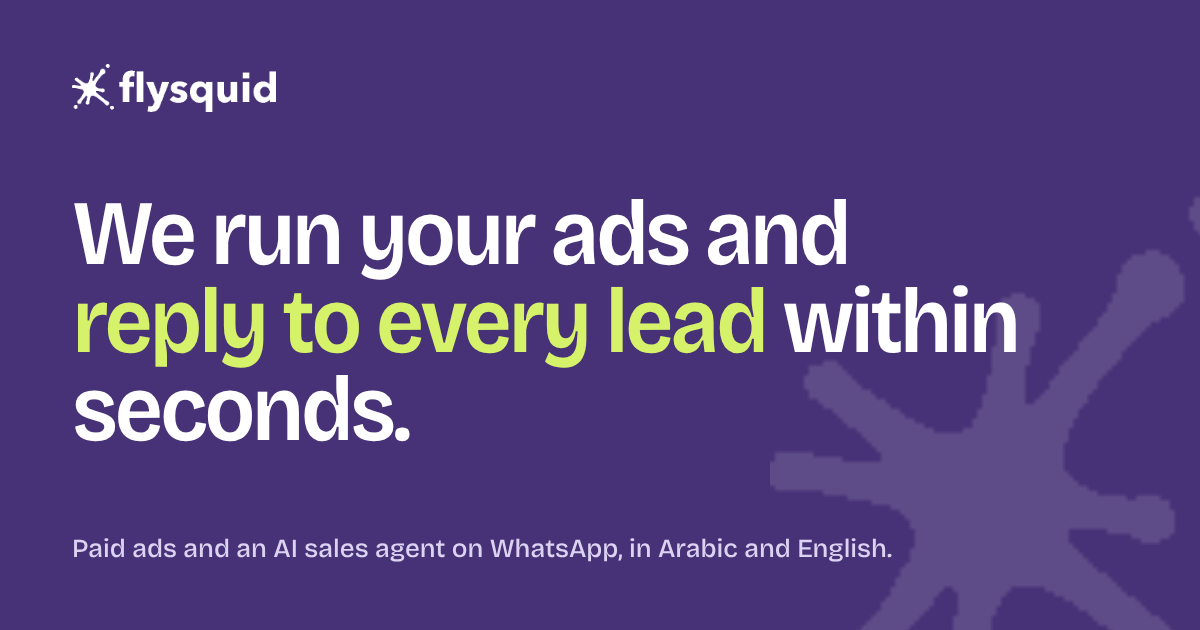 flysquid
We run your ads and
reply to every lead within
seconds.
Paid ads and an AI sales agent on WhatsApp, in Arabic and English.